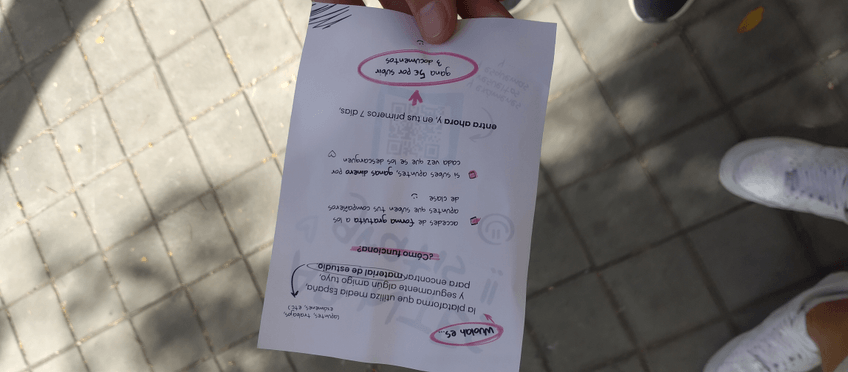 Wuolah es...
la plataforma que utiliza media España,
y seguramente algún amigo tuyo,
para encontrar material de estudio
(apuntes, trabajos,
exámenes, etc)
¿Cómo funciona?
accedes de forma gratuita a los
apuntes que suben tus compañeros
de clase
si subes apuntes, ganas dinero por
cada vez que se los descarguen
entra ahora y, en tus primeros 7 días,
gana 5€ por subir
3 documentos